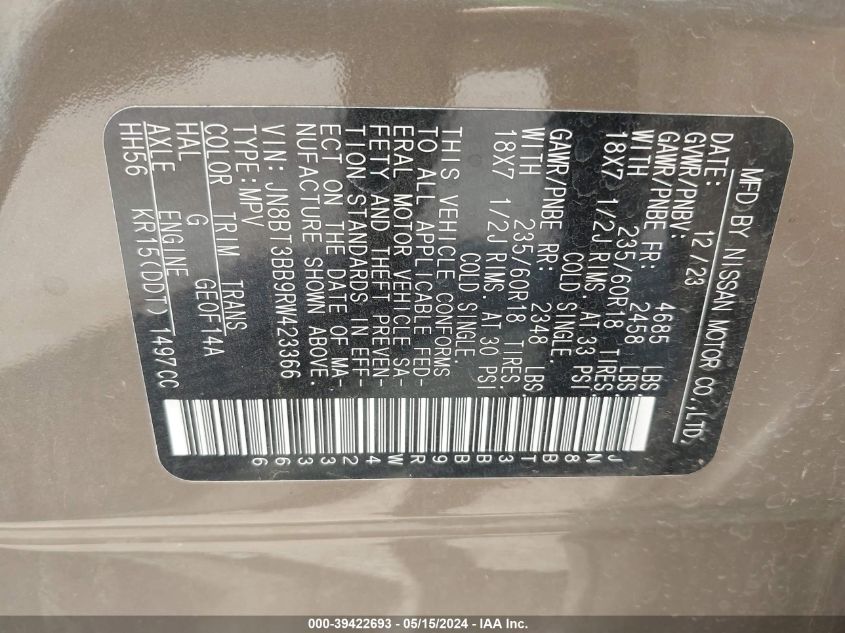 MFD BY NISSAN MOTOR CO.,LTD.
DATE: 12/23
GVWR/PNBV: 4685 LBS.
GAWR/PNBE FR: 2458 LBS.
WITH 235/60R18 TIRES.
18X7 1/2J RIMS. AT 33 PSI
COLD SINGLE.
GAWR/PNBE RR: 2348 LBS.
WITH 235/60R18 TIRES.
18X7 1/2J RIMS. AT 30 PSI
COLD SINGLE.
THIS VEHICLE CONFORMS
TO ALL APPLICABLE FED-
ERAL MOTOR VEHICLE SA-
FETY AND THEFT PREVEN-
TION STANDARDS IN EFF-
ECT ON THE DATE OF MA-
NUFACTURE SHOWN ABOVE.
VIN: JN8BT3BB9RW423366
TYPE:MPV
COLOR TRIM TRANS
HAL G GE0F14A
AXLE ENGINE
HH56 KR15(DDT) 1497CC
JN8BT3BB9RW423366
000-39422693 - 05/15/2024 - IAA Inc.